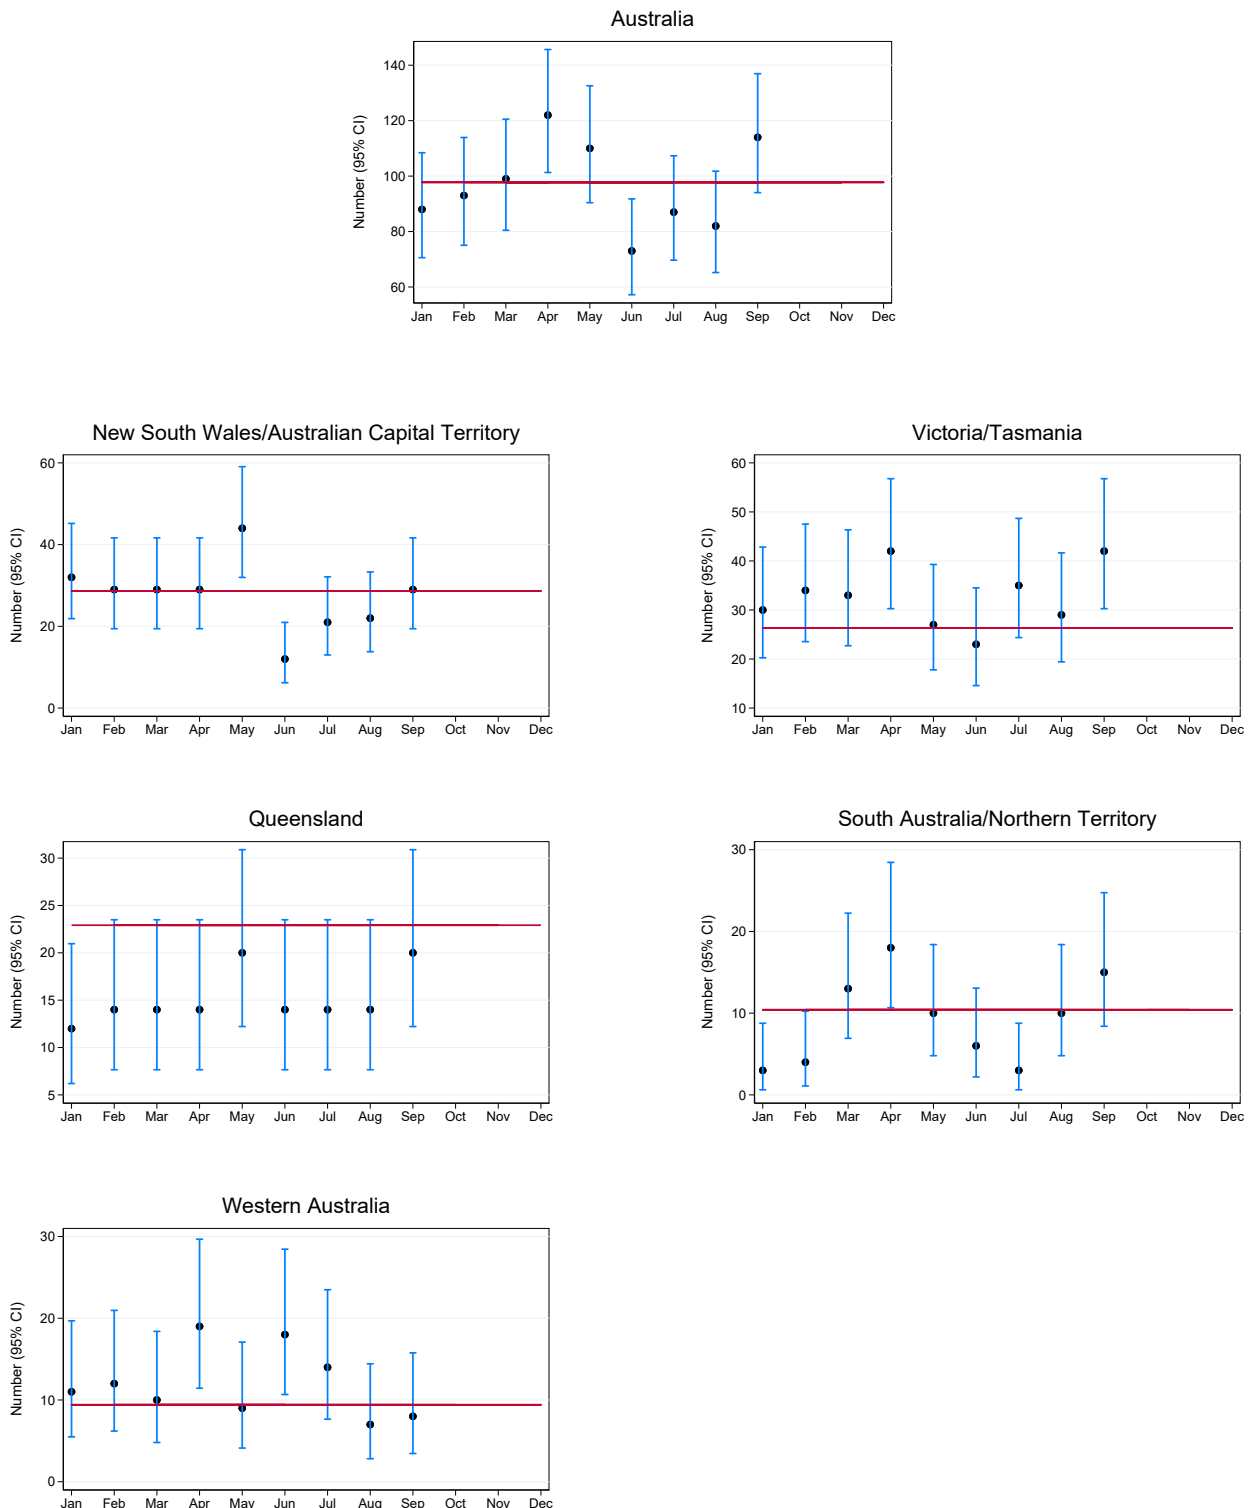 Australia
Number (95% CI)
140
120
100
80
60
Jan Feb Mar Apr May Jun Jul Aug Sep Oct Nov Dec
New South Wales/Australian Capital Territory
Number (95% CI)
60
40
20
0
Jan Feb Mar Apr May Jun Jul Aug Sep Oct Nov Dec
Victoria/Tasmania
Number (95% CI)
60
50
40
30
20
10
Jan Feb Mar Apr May Jun Jul Aug Sep Oct Nov Dec
Queensland
Number (95% CI)
30
25
20
15
10
5
Jan Feb Mar Apr May Jun Jul Aug Sep Oct Nov Dec
South Australia/Northern Territory
Number (95% CI)
30
20
10
0
Jan Feb Mar Apr May Jun Jul Aug Sep Oct Nov Dec
Western Australia
Number (95% CI)
30
20
10
0
Jan Feb Mar Apr May Jun Jul Aug Sep Oct Nov Dec